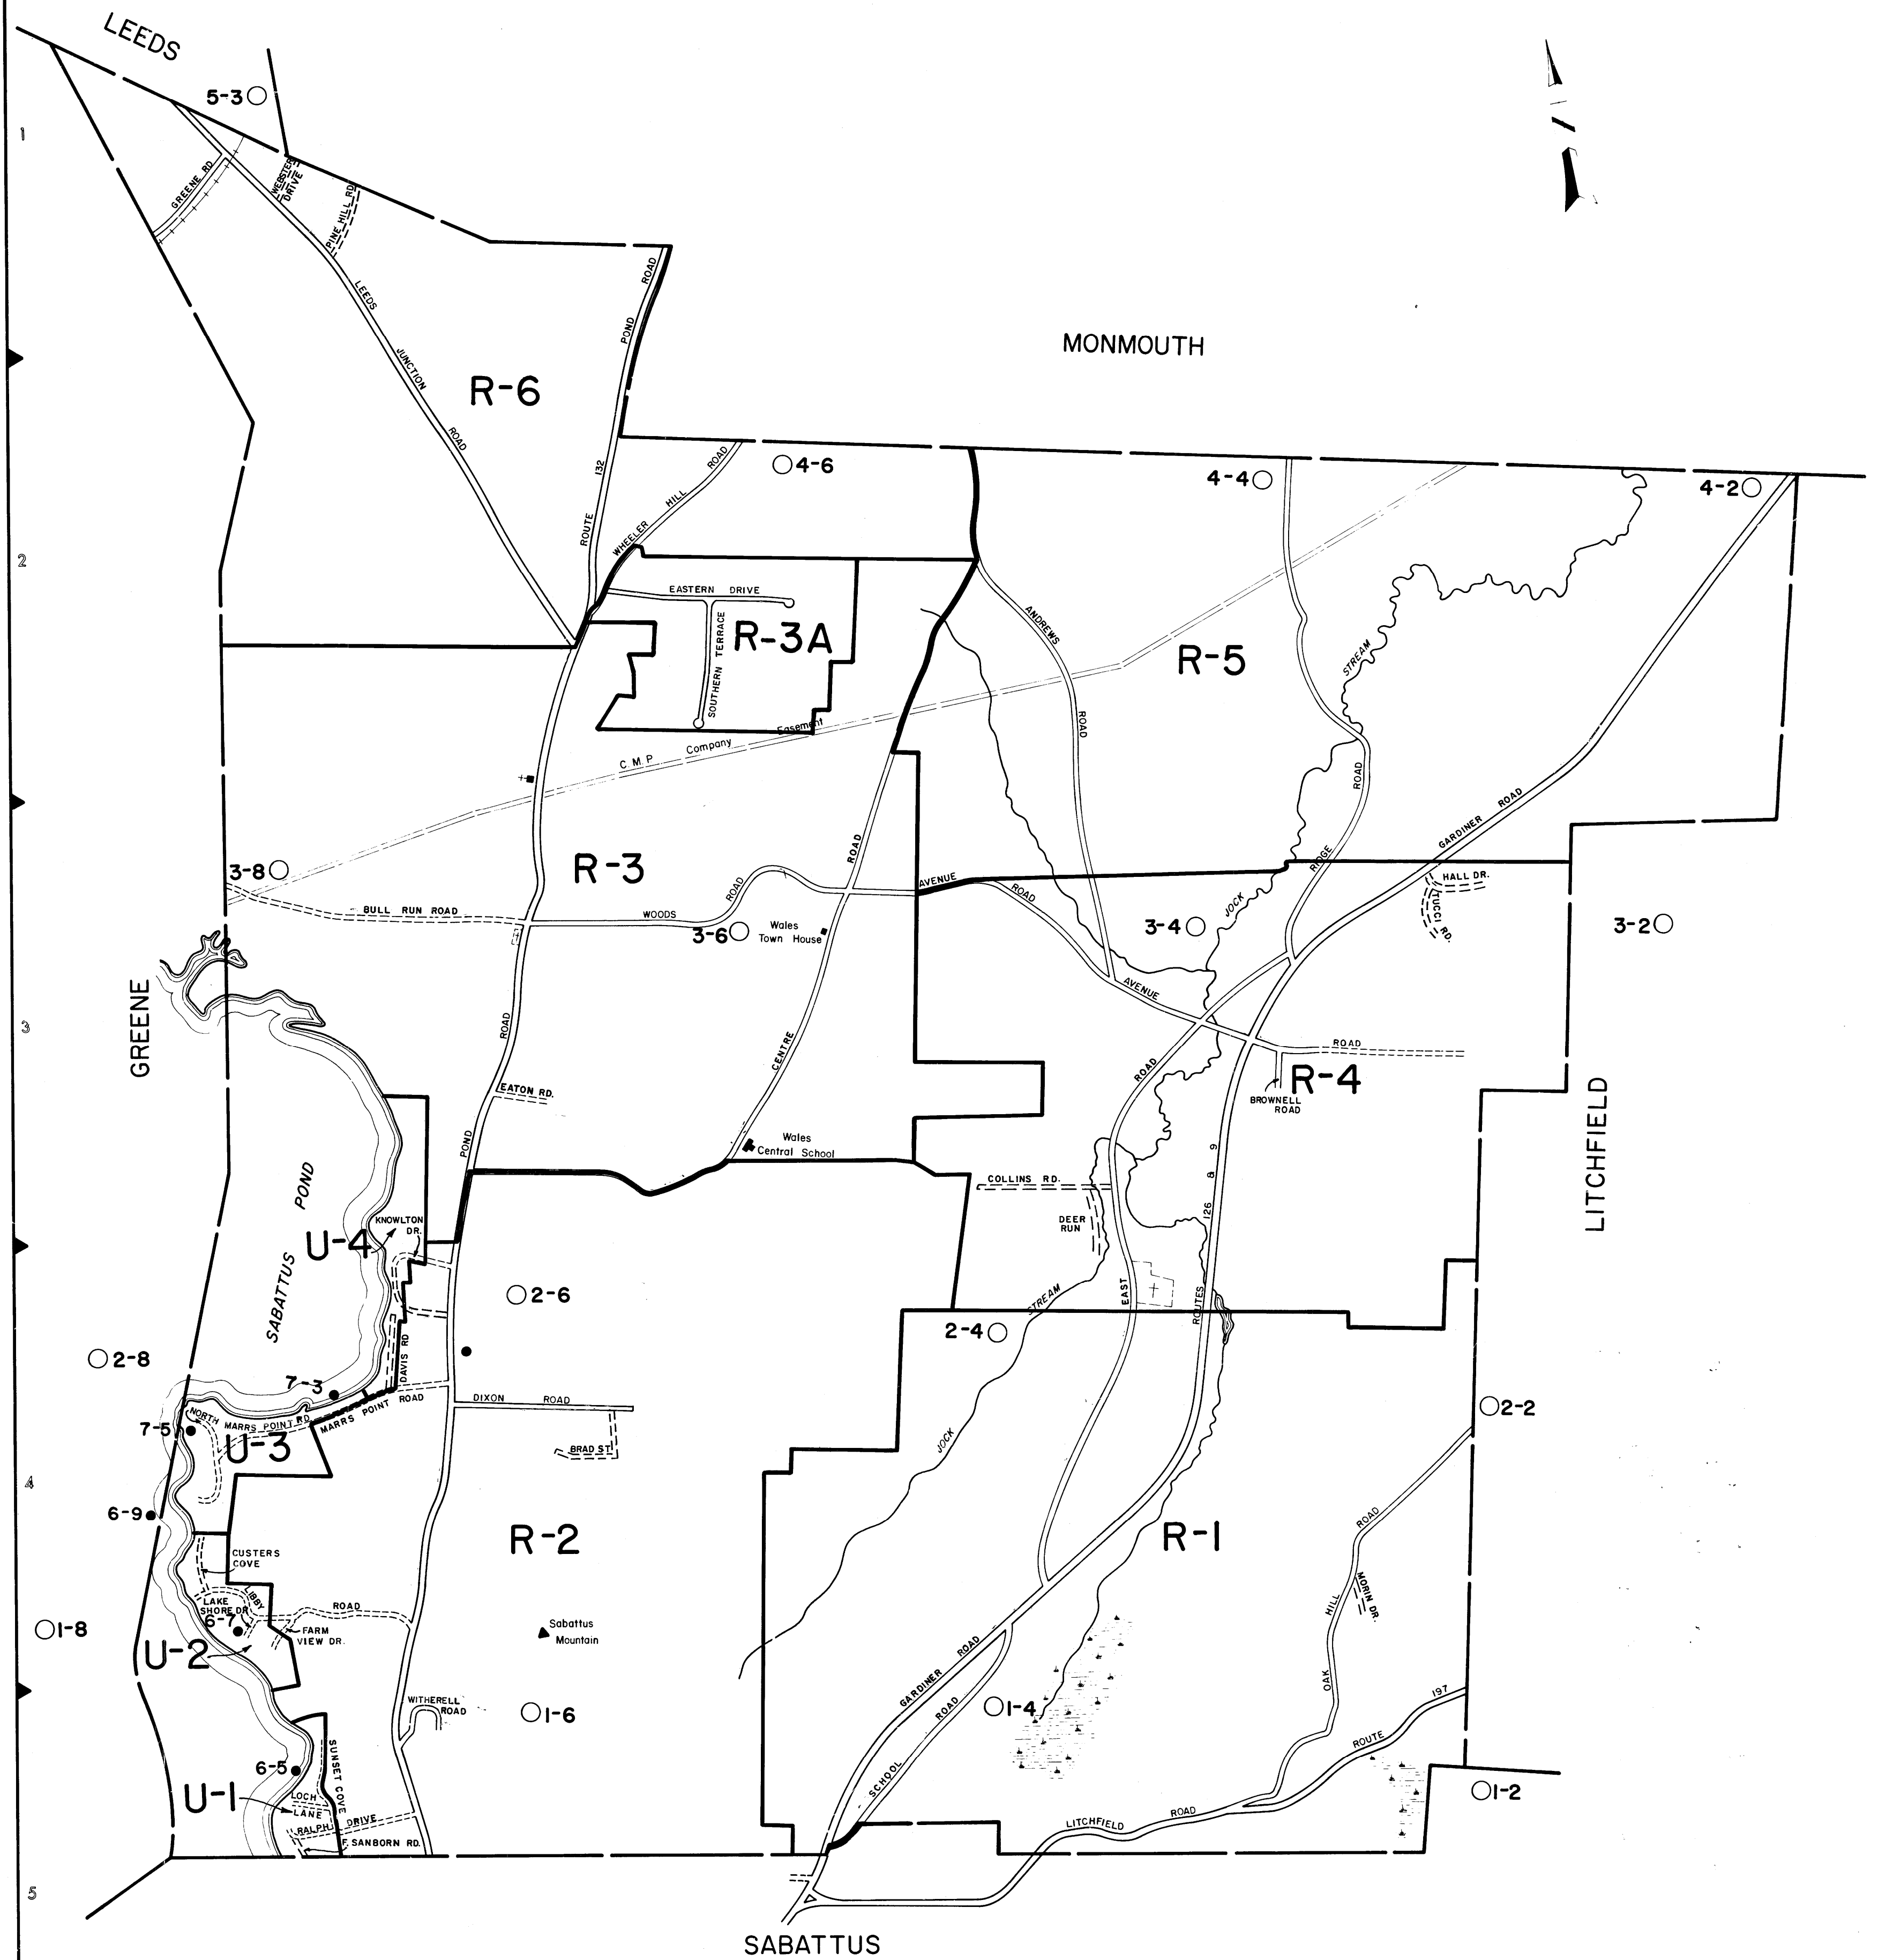 LEEDS
5-3
1
GREENE RD
WEBSTER
DRIVE
PINE HILL RD
LEEDS
JUNCTION
ROAD
R-6
ROAD
POND
132
ROUTE
MONMOUTH
WHEELER
HILL
ROAD
4-6
4-4
4-2
2
EASTERN DRIVE
SOUTHERN TERRACE
R-3A
ANDREWS
ROAD
R-5
STREAM
C.M.P. Company Easement
R-3
ROAD
ROAD
GARDINER
ROAD
3-8
BULL RUN ROAD
WOODS
ROAD
AVENUE
ROAD
RIDGE
HALL DR.
TUCCI
RD.
3-6
Wales
Town House
3-4
JOCK
3-2
GREENE
3
AVENUE
ROAD
ROAD
CENTRE
ROAD
EATON RD.
R-4
BROWNELL
ROAD
LITCHFIELD
POND
Wales
Central School
9
&
126
ROUTES
COLLINS RD.
DEER
RUN
POND
SABATTUS
KNOWLTON
DR.
U-4
2-6
STREAM
EAST
2-4
2-8
DAVIS RD
7-3
MARRS POINT ROAD
DIXON ROAD
2-2
NORTH MARRS POINT RD
7-5
U-3
BRAD ST
JOCK
4
6-9
R-2
R-1
CUSTERS
COVE
LAKE
SHORE DR
LIBBY
ROAD
6-7
FARM
VIEW DR.
Sabattus
Mountain
1-8
U-2
ROAD
HILL
OAK
MORIN DR.
WITHERELL
ROAD
1-6
GARDINER
ROAD
1-4
SCHOOL
ROAD
197
ROUTE
6-5
SUNSET COVE
U-1
LOCH
LANE
RALPH DRIVE
F. SANBORN RD.
LITCHFIELD
ROAD
1-2
5
SABATTUS